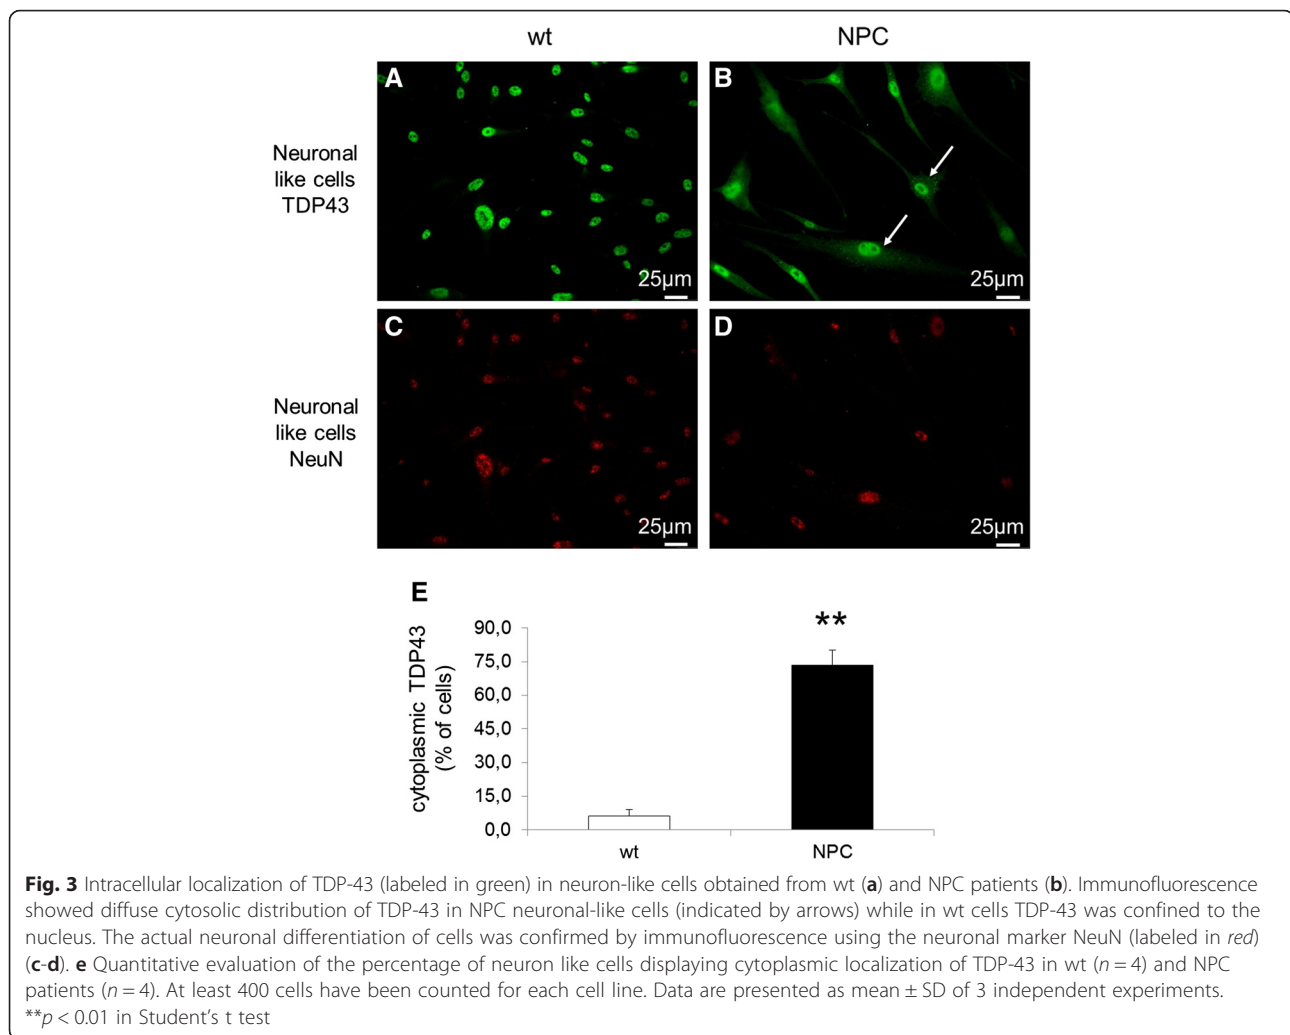 wt
NPC
Neuronal
like cells
TDP43
A
25µm
B
25µm
Neuronal
like cells
NeuN
C
25µm
D
25µm
E
cytoplasmic TDP43
(% of cells)
90,0
75,0
60,0
45,0
30,0
15,0
0,0
**
wt
NPC
Fig. 3 Intracellular localization of TDP-43 (labeled in green) in neuron-like cells obtained from wt (a) and NPC patients (b). Immunofluorescence
showed diffuse cytosolic distribution of TDP-43 in NPC neuronal-like cells (indicated by arrows) while in wt cells TDP-43 was confined to the
nucleus. The actual neuronal differentiation of cells was confirmed by immunofluorescence using the neuronal marker NeuN (labeled in red)
(c-d). e Quantitative evaluation of the percentage of neuron like cells displaying cytoplasmic localization of TDP-43 in wt (n = 4) and NPC
patients (n = 4). At least 400 cells have been counted for each cell line. Data are presented as mean ± SD of 3 independent experiments.
**p < 0.01 in Student's t test